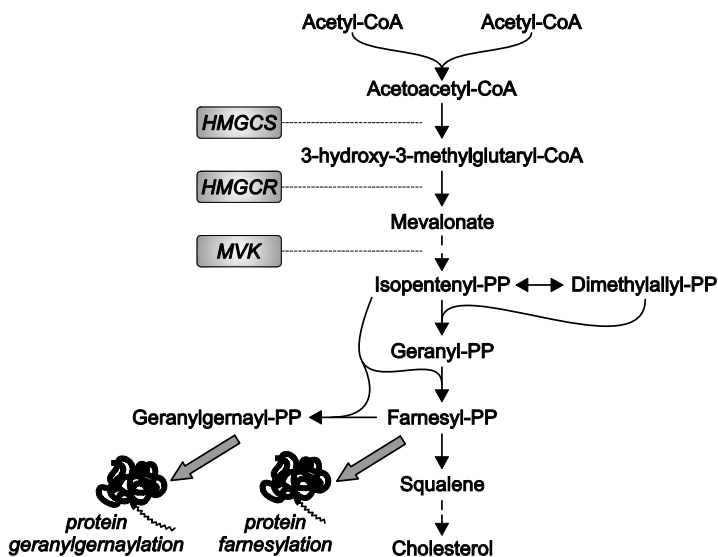 Acetyl-CoA Acetyl-CoA
Acetoacetyl-CoA
HMGCS
3-hydroxy-3-methylglutaryl-CoA
HMGCR
Mevalonate
MVK
Isopentenyl-PP Dimethylallyl-PP
Geranyl-PP
Geranylgernayl-PP Farnesyl-PP
Squalene
protein
geranylgernaylation
protein
farnesylation
Cholesterol